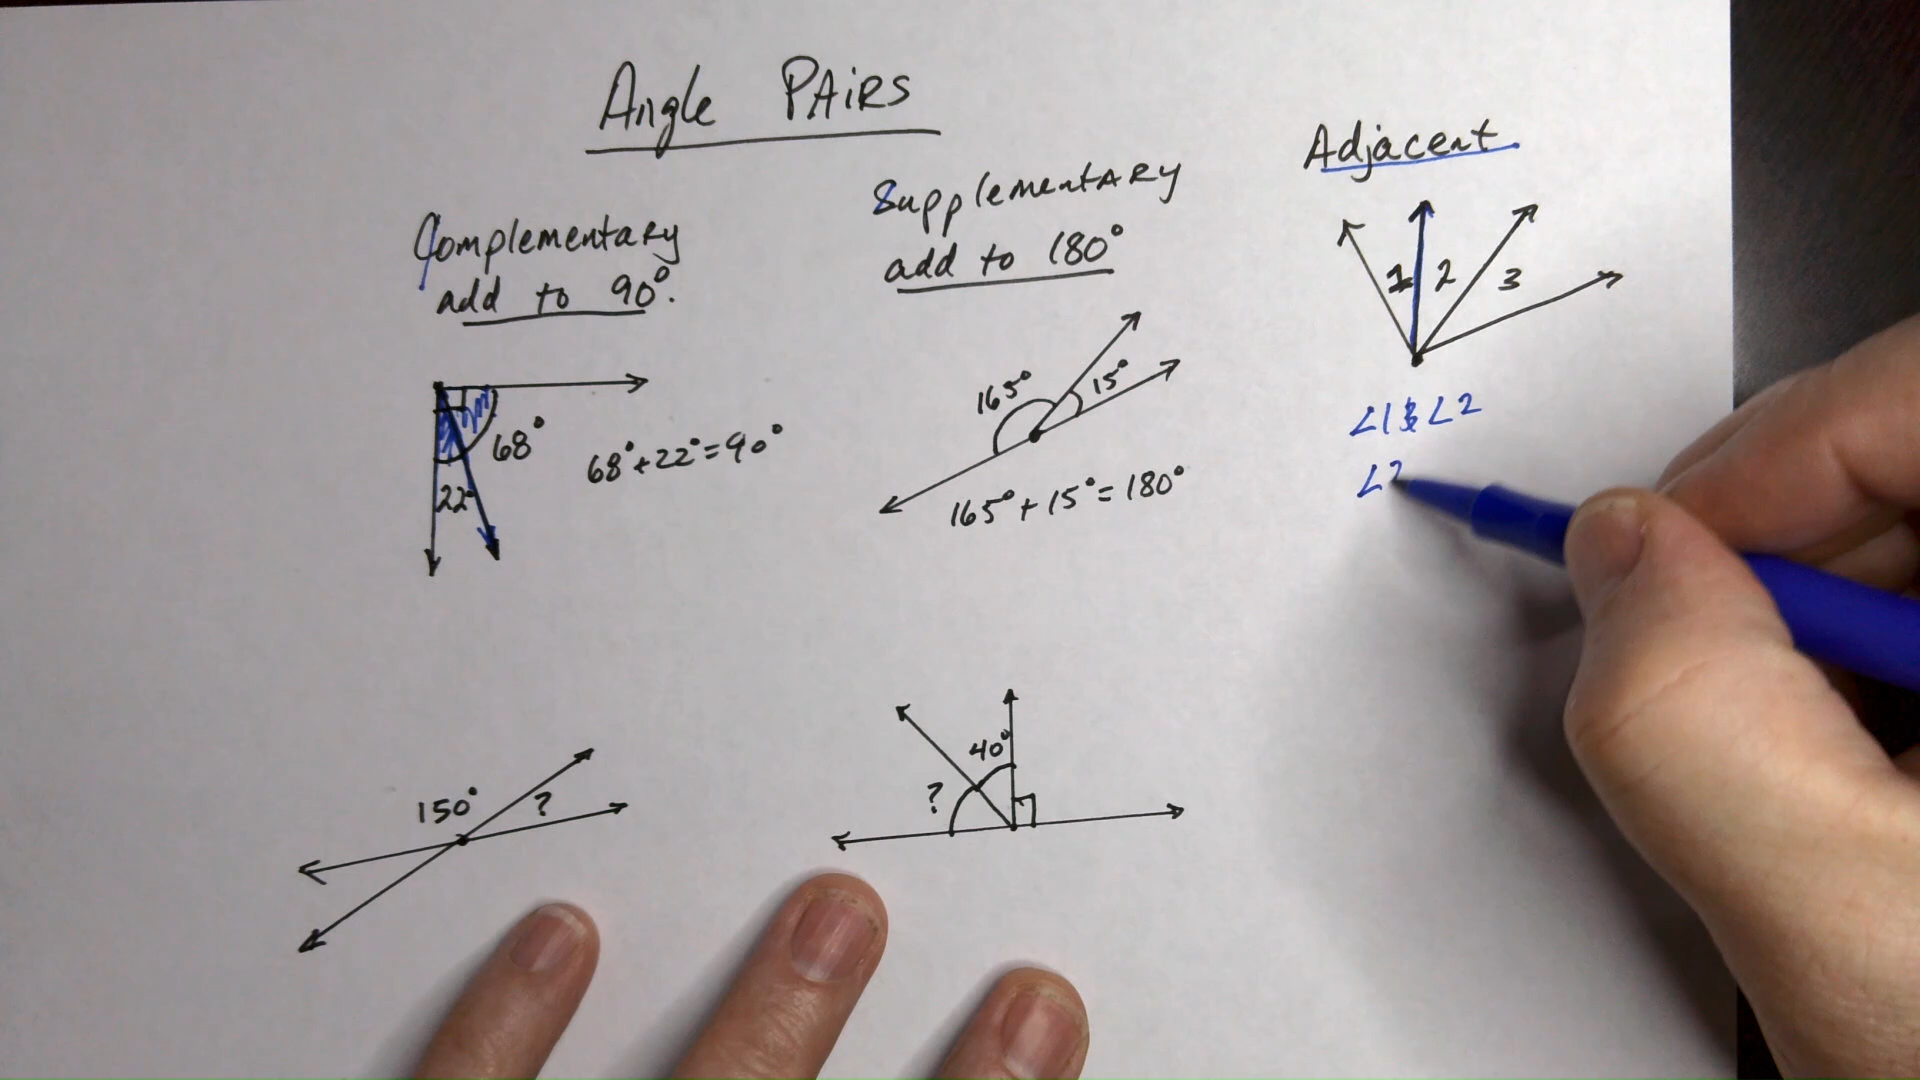 Angle PAIRS
Complementary
add to 90°.
68°
22°
68°+22°=90°
Supplementary
add to 180°
165°
15°
165°+15°=180°
Adjacent
1 2 3
∠1 & ∠2
∠2
150°
?
40°
?